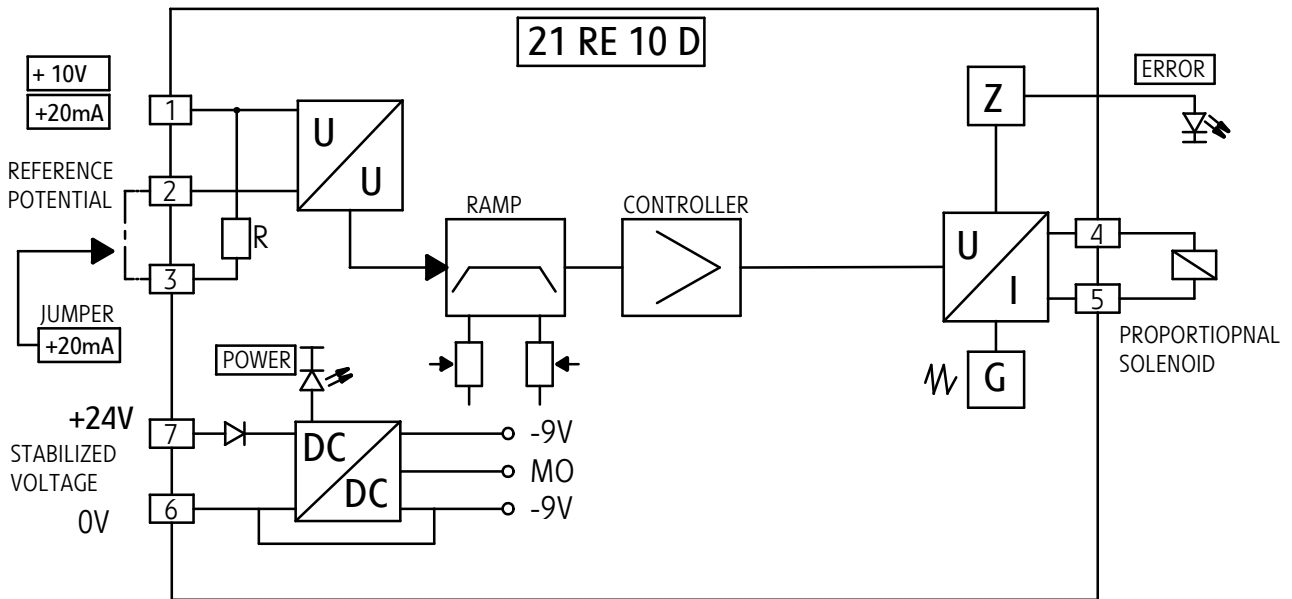 21 RE 10 D
+ 10V
+20mA
1
U
U
Z
ERROR
REFERENCE
POTENTIAL
2
R
3
RAMP
CONTROLLER
U
I
4
5
PROPORTIOPNAL
SOLENOID
JUMPER
+20mA
POWER
G
+24V
7
STABILIZED
VOLTAGE
6
0V
DC
DC
-9V
MO
-9V